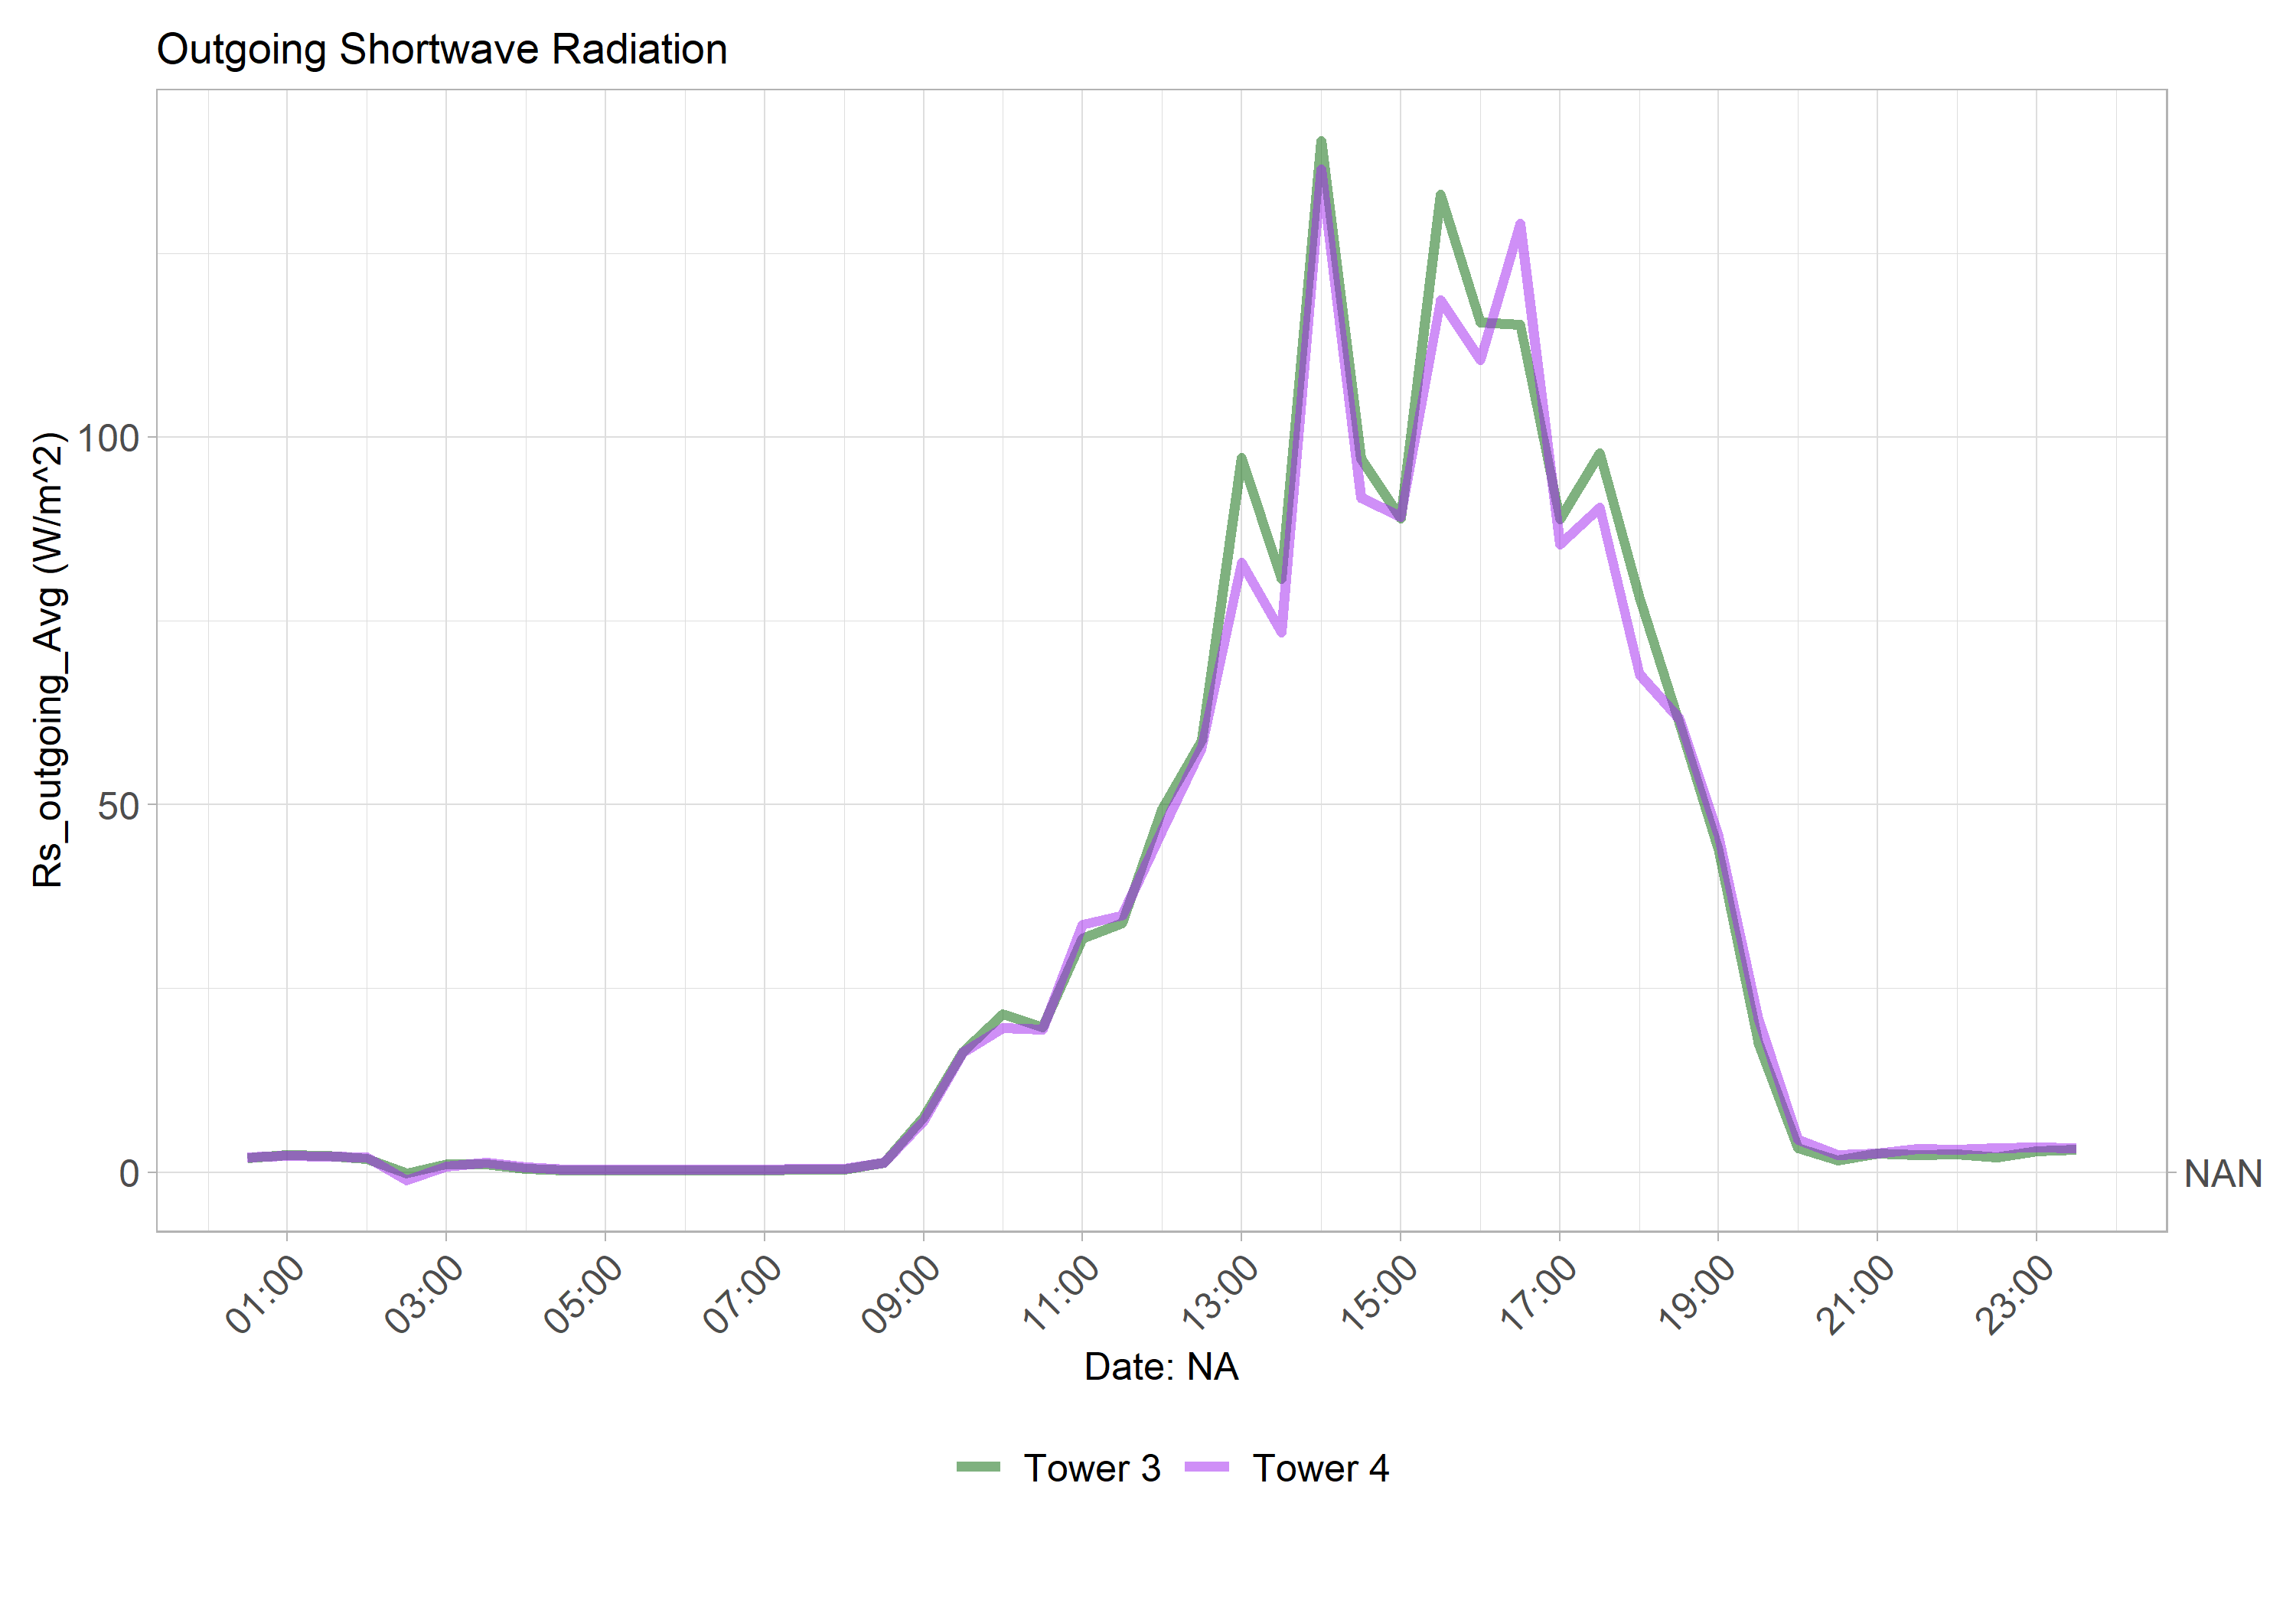 Outgoing Shortwave Radiation
Rs_outgoing_Avg (W/m^2)
100
50
0
NAN
01:00
03:00
05:00
07:00
09:00
11:00
13:00
15:00
17:00
19:00
21:00
23:00
Date: NA
Tower 3
Tower 4